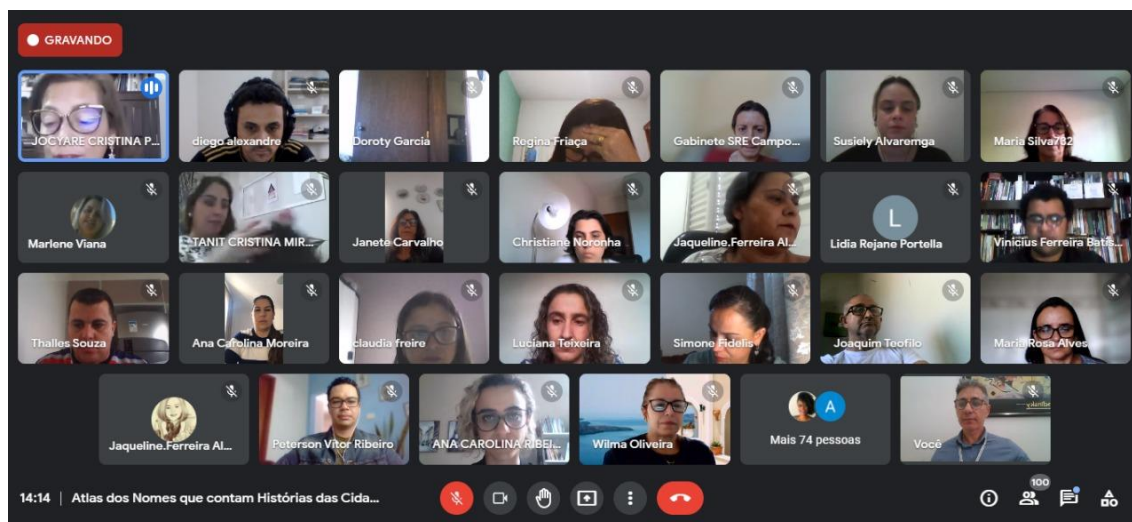 GRAVANDO
JOCYARE CRISTINA P...
diego alexandre
Doroty Garcia
Regina Friaça
Gabinete SRE Campo...
Susiely Alvaremga
Maria Silva782
Marlene Viana
TANIT CRISTINA MIR...
Janete Carvalho
Christiane Noronha
Jaqueline.Ferreira Al...
L
Lidia Rejane Portella
Vinicius Ferreira Batis...
Thalles Souza
Ana Carolina Moreira
claudia freire
Luciana Teixeira
Simone Fidelis
Joaquim Teofilo
Maria Rosa Alves
Jaqueline.Ferreira Al...
Peterson Vitor Ribeiro
ANA CAROLINA RIBEI...
Wilma Oliveira
A
Mais 74 pessoas
Você
14:14 | Atlas dos Nomes que contam Histórias das Cida...
100